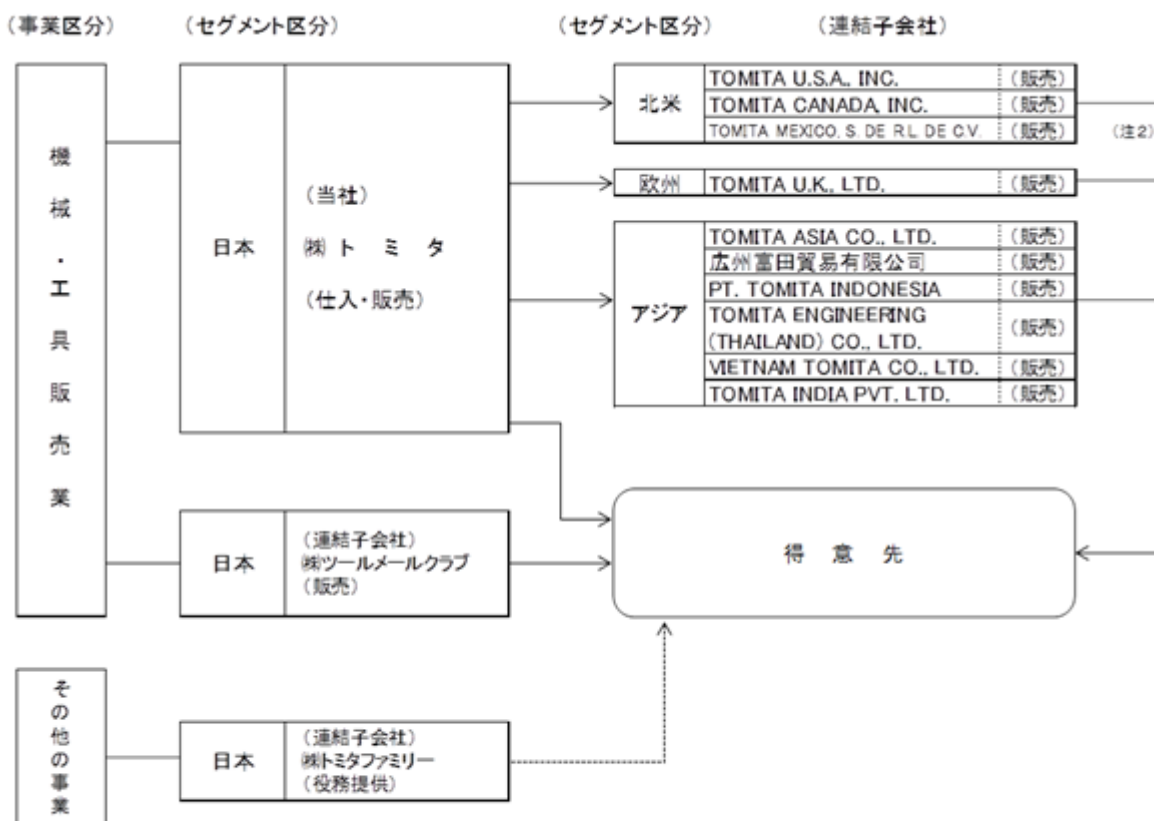 (事業区分) (セグメント区分) (セグメント区分) (連結子会社)
機械・工具販売業
日本
(当社)
㈱トミタ
(仕入・販売)
北米
TOMITA U.S.A., INC. (販売)
TOMITA CANADA, INC. (販売)
TOMITA MEXICO, S. DE R.L. DE C.V. (販売)
(注2)
欧州
TOMITA U.K., LTD. (販売)
アジア
TOMITA ASIA CO., LTD. (販売)
広州富田貿易有限公司 (販売)
PT. TOMITA INDONESIA (販売)
TOMITA ENGINEERING
(THAILAND) CO., LTD. (販売)
VIETNAM TOMITA CO., LTD. (販売)
TOMITA INDIA PVT. LTD. (販売)
日本
(連結子会社)
㈱ツールメールクラブ
(販売)
得意先
その他の事業
日本
(連結子会社)
㈱トミタファミリー
(役務提供)